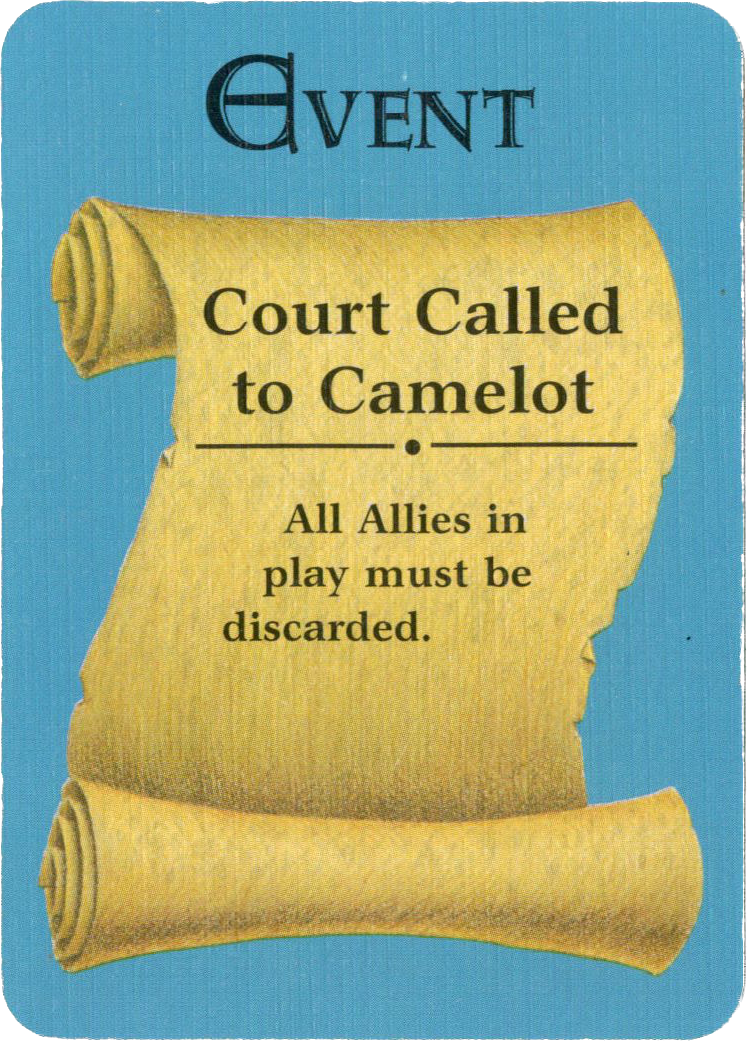 EVENT
Court Called
to Camelot
All Allies in
play must be
discarded.